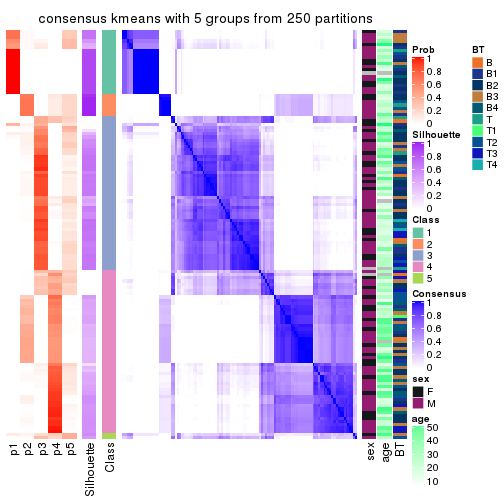 consensus kmeans with 5 groups from 250 partitions
p1
p2
p3
p4
p5
Silhouette
Class
sex
age
BT
Prob
1
0.8
0.6
0.4
0.2
0
Silhouette
1
0.8
0.6
0.4
0.2
0
Class
1
2
3
4
5
Consensus
1
0.8
0.6
0.4
0.2
0
sex
F
M
age
50
40
30
20
10
BT
B
B1
B2
B3
B4
T
T1
T2
T3
T4